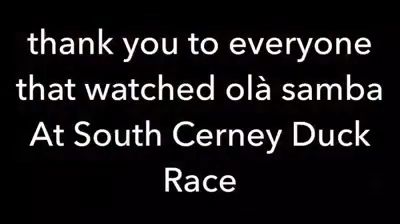 thank you to everyone
that watched olà samba
At South Cerney Duck
Race